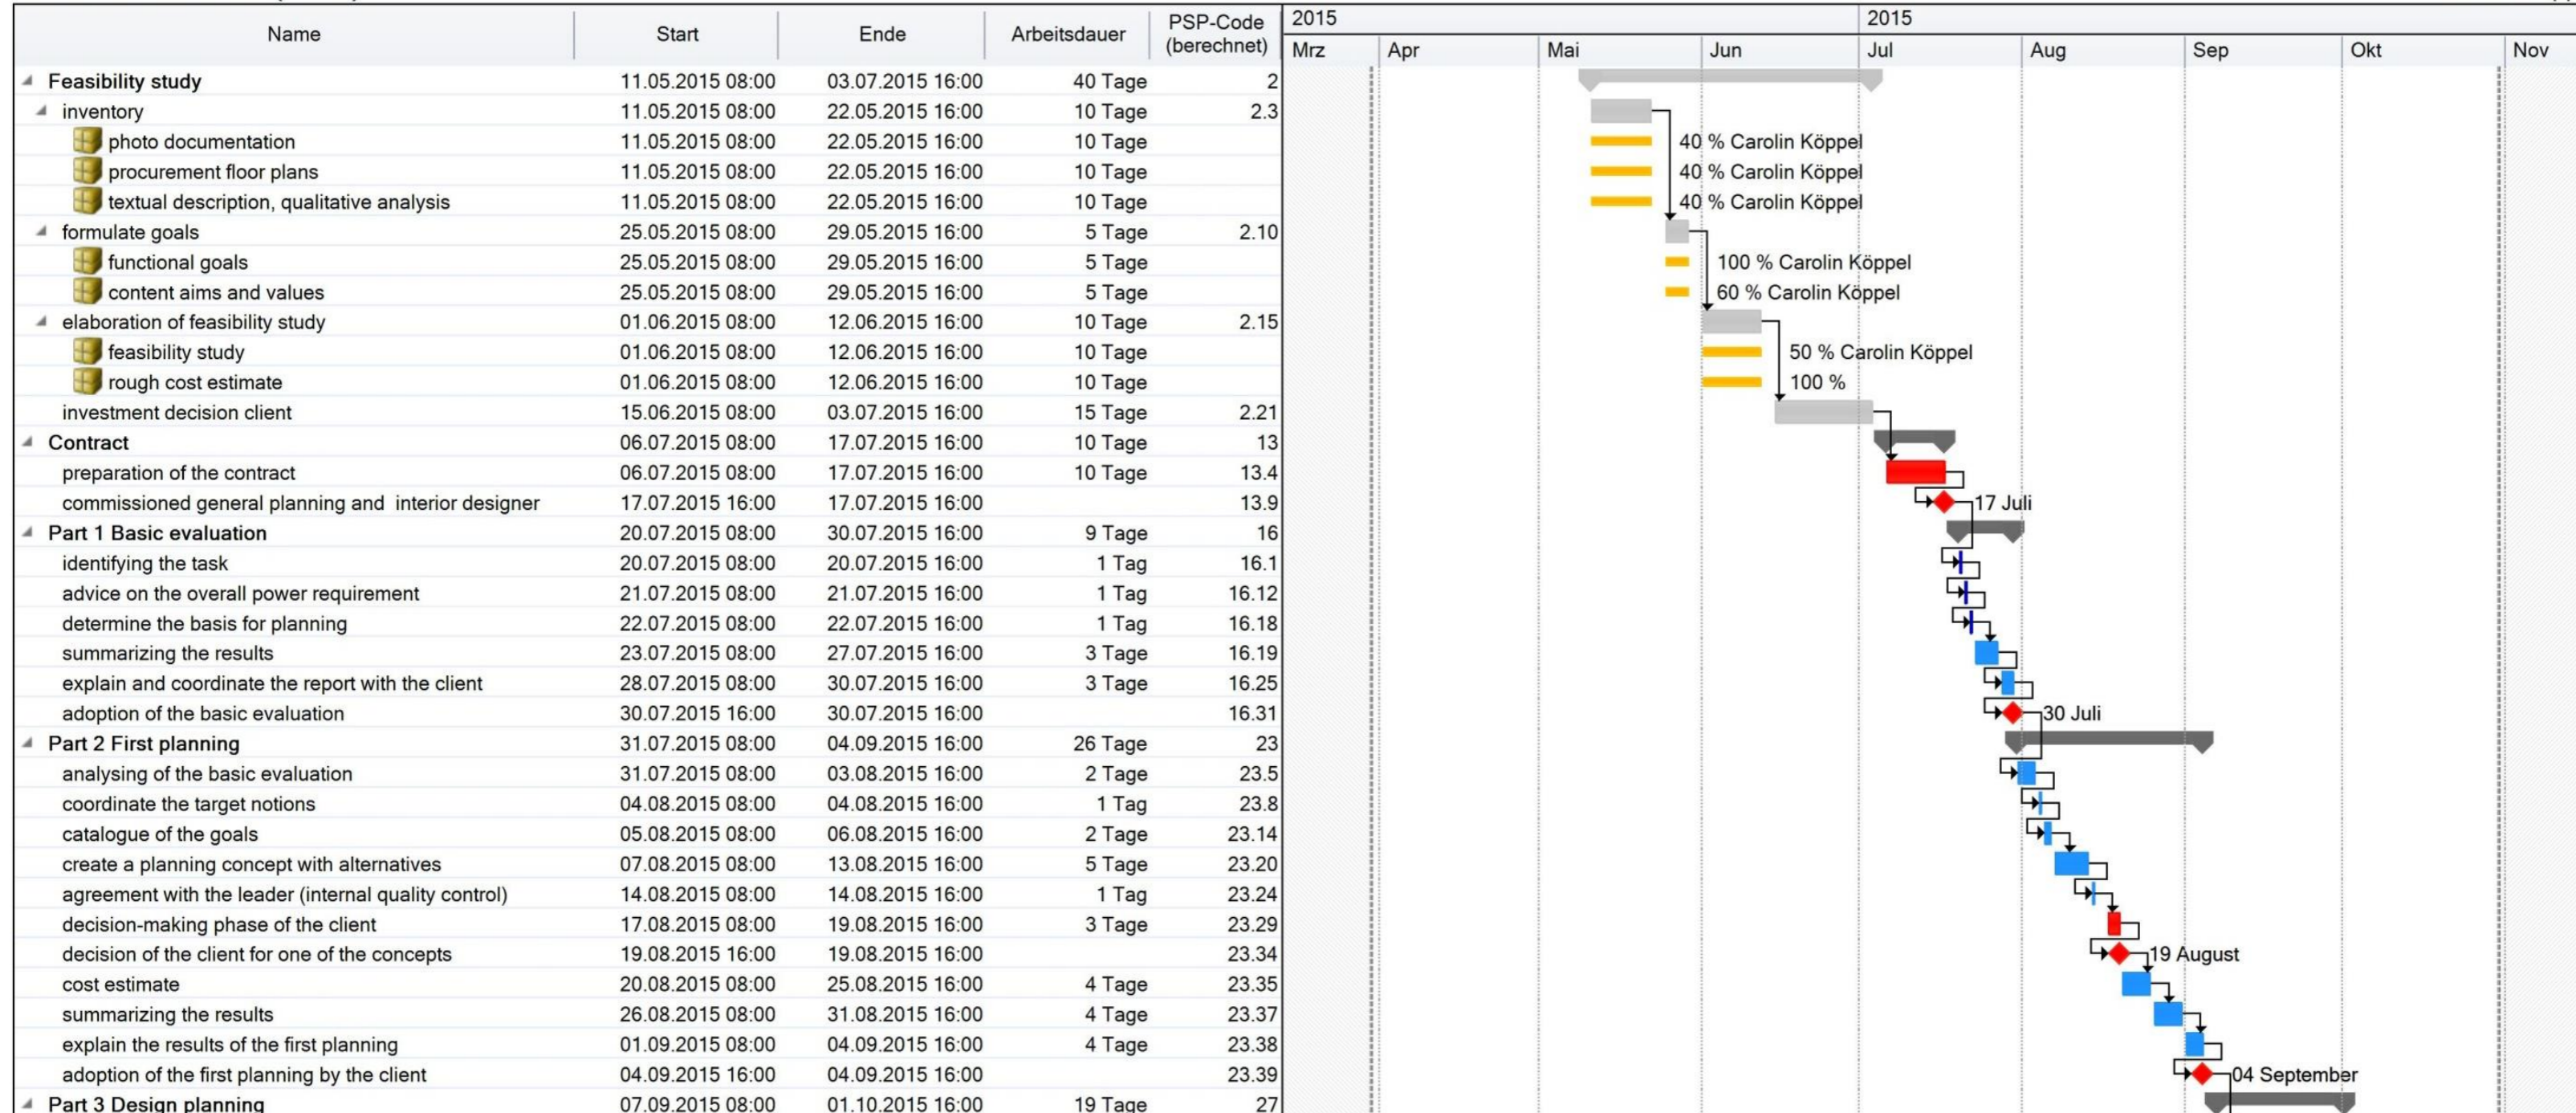 Name Start Ende Arbeitsdauer PSP-Code (berechnet) 2015 2015
Mrz Apr Mai Jun Jul Aug Sep Okt Nov
Feasibility study 11.05.2015 08:00 03.07.2015 16:00 40 Tage 2
inventory 11.05.2015 08:00 22.05.2015 16:00 10 Tage 2.3
photo documentation 11.05.2015 08:00 22.05.2015 16:00 10 Tage 40 % Carolin Köppel
procurement floor plans 11.05.2015 08:00 22.05.2015 16:00 10 Tage 40 % Carolin Köppel
textual description, qualitative analysis 11.05.2015 08:00 22.05.2015 16:00 10 Tage 40 % Carolin Köppel
formulate goals 25.05.2015 08:00 29.05.2015 16:00 5 Tage 2.10
functional goals 25.05.2015 08:00 29.05.2015 16:00 5 Tage 100 % Carolin Köppel
content aims and values 25.05.2015 08:00 29.05.2015 16:00 5 Tage 60 % Carolin Köppel
elaboration of feasibility study 01.06.2015 08:00 12.06.2015 16:00 10 Tage 2.15
feasibility study 01.06.2015 08:00 12.06.2015 16:00 10 Tage 50 % Carolin Köppel
rough cost estimate 01.06.2015 08:00 12.06.2015 16:00 10 Tage 100 %
investment decision client 15.06.2015 08:00 03.07.2015 16:00 15 Tage 2.21
Contract 06.07.2015 08:00 17.07.2015 16:00 10 Tage 13
preparation of the contract 06.07.2015 08:00 17.07.2015 16:00 10 Tage 13.4
commissioned general planning and interior designer 17.07.2015 16:00 17.07.2015 16:00 13.9 17 Juli
Part 1 Basic evaluation 20.07.2015 08:00 30.07.2015 16:00 9 Tage 16
identifying the task 20.07.2015 08:00 20.07.2015 16:00 1 Tag 16.1
advice on the overall power requirement 21.07.2015 08:00 21.07.2015 16:00 1 Tag 16.12
determine the basis for planning 22.07.2015 08:00 22.07.2015 16:00 1 Tag 16.18
summarizing the results 23.07.2015 08:00 27.07.2015 16:00 3 Tage 16.19
explain and coordinate the report with the client 28.07.2015 08:00 30.07.2015 16:00 3 Tage 16.25
adoption of the basic evaluation 30.07.2015 16:00 30.07.2015 16:00 16.31 30 Juli
Part 2 First planning 31.07.2015 08:00 04.09.2015 16:00 26 Tage 23
analysing of the basic evaluation 31.07.2015 08:00 03.08.2015 16:00 2 Tage 23.5
coordinate the target notions 04.08.2015 08:00 04.08.2015 16:00 1 Tag 23.8
catalogue of the goals 05.08.2015 08:00 06.08.2015 16:00 2 Tage 23.14
create a planning concept with alternatives 07.08.2015 08:00 13.08.2015 16:00 5 Tage 23.20
agreement with the leader (internal quality control) 14.08.2015 08:00 14.08.2015 16:00 1 Tag 23.24
decision-making phase of the client 17.08.2015 08:00 19.08.2015 16:00 3 Tage 23.29
decision of the client for one of the concepts 19.08.2015 16:00 19.08.2015 16:00 23.34 19 August
cost estimate 20.08.2015 08:00 25.08.2015 16:00 4 Tage 23.35
summarizing the results 26.08.2015 08:00 31.08.2015 16:00 4 Tage 23.37
explain the results of the first planning 01.09.2015 08:00 04.09.2015 16:00 4 Tage 23.38
adoption of the first planning by the client 04.09.2015 16:00 04.09.2015 16:00 23.39 04 September
Part 3 Design planning 07.09.2015 08:00 01.10.2015 16:00 19 Tage 27